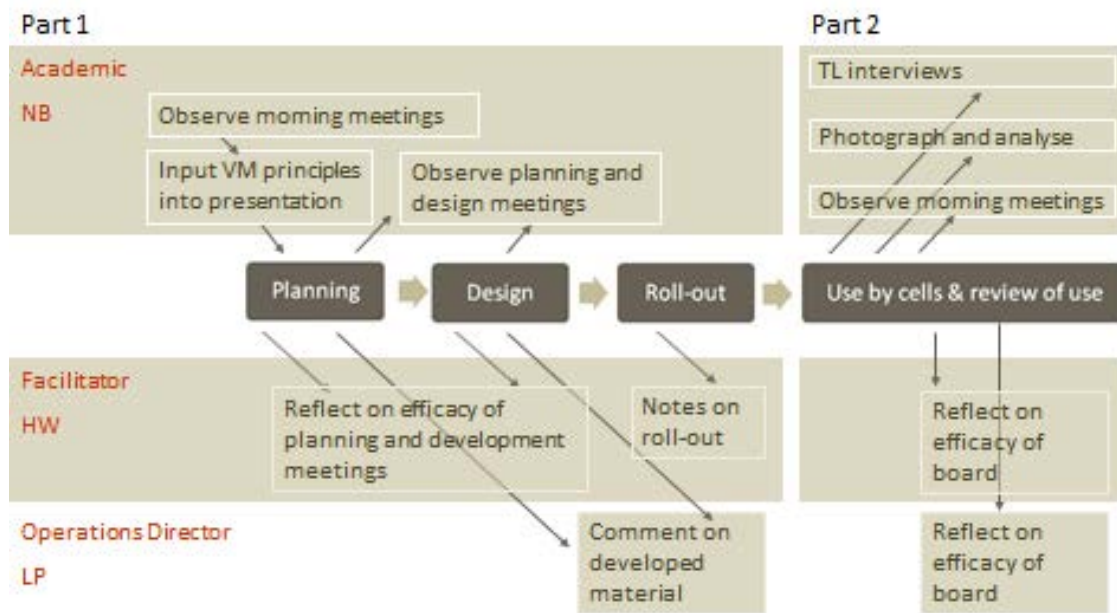 Part 1
Part 2
Academic
NB
Observe morning meetings
Input VM principles
into presentation
Observe planning and
design meetings
TL interviews
Photograph and analyse
Observe morning meetings
Planning
Design
Roll-out
Use by cells & review of use
Facilitator
HW
Reflect on efficacy of
planning and development
meetings
Notes on
roll-out
Reflect on
efficacy of
board
Operations Director
LP
Comment on
developed
material
Reflect on
efficacy of
board